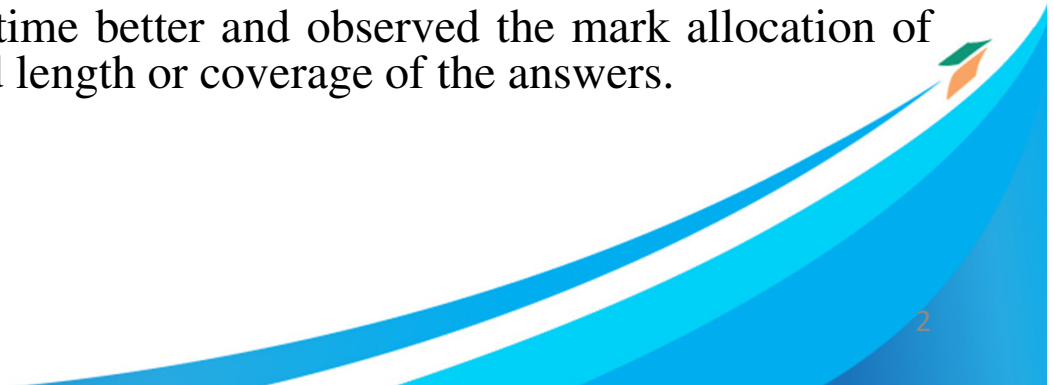 time better and observed the mark allocation of
length or coverage of the answers.
2